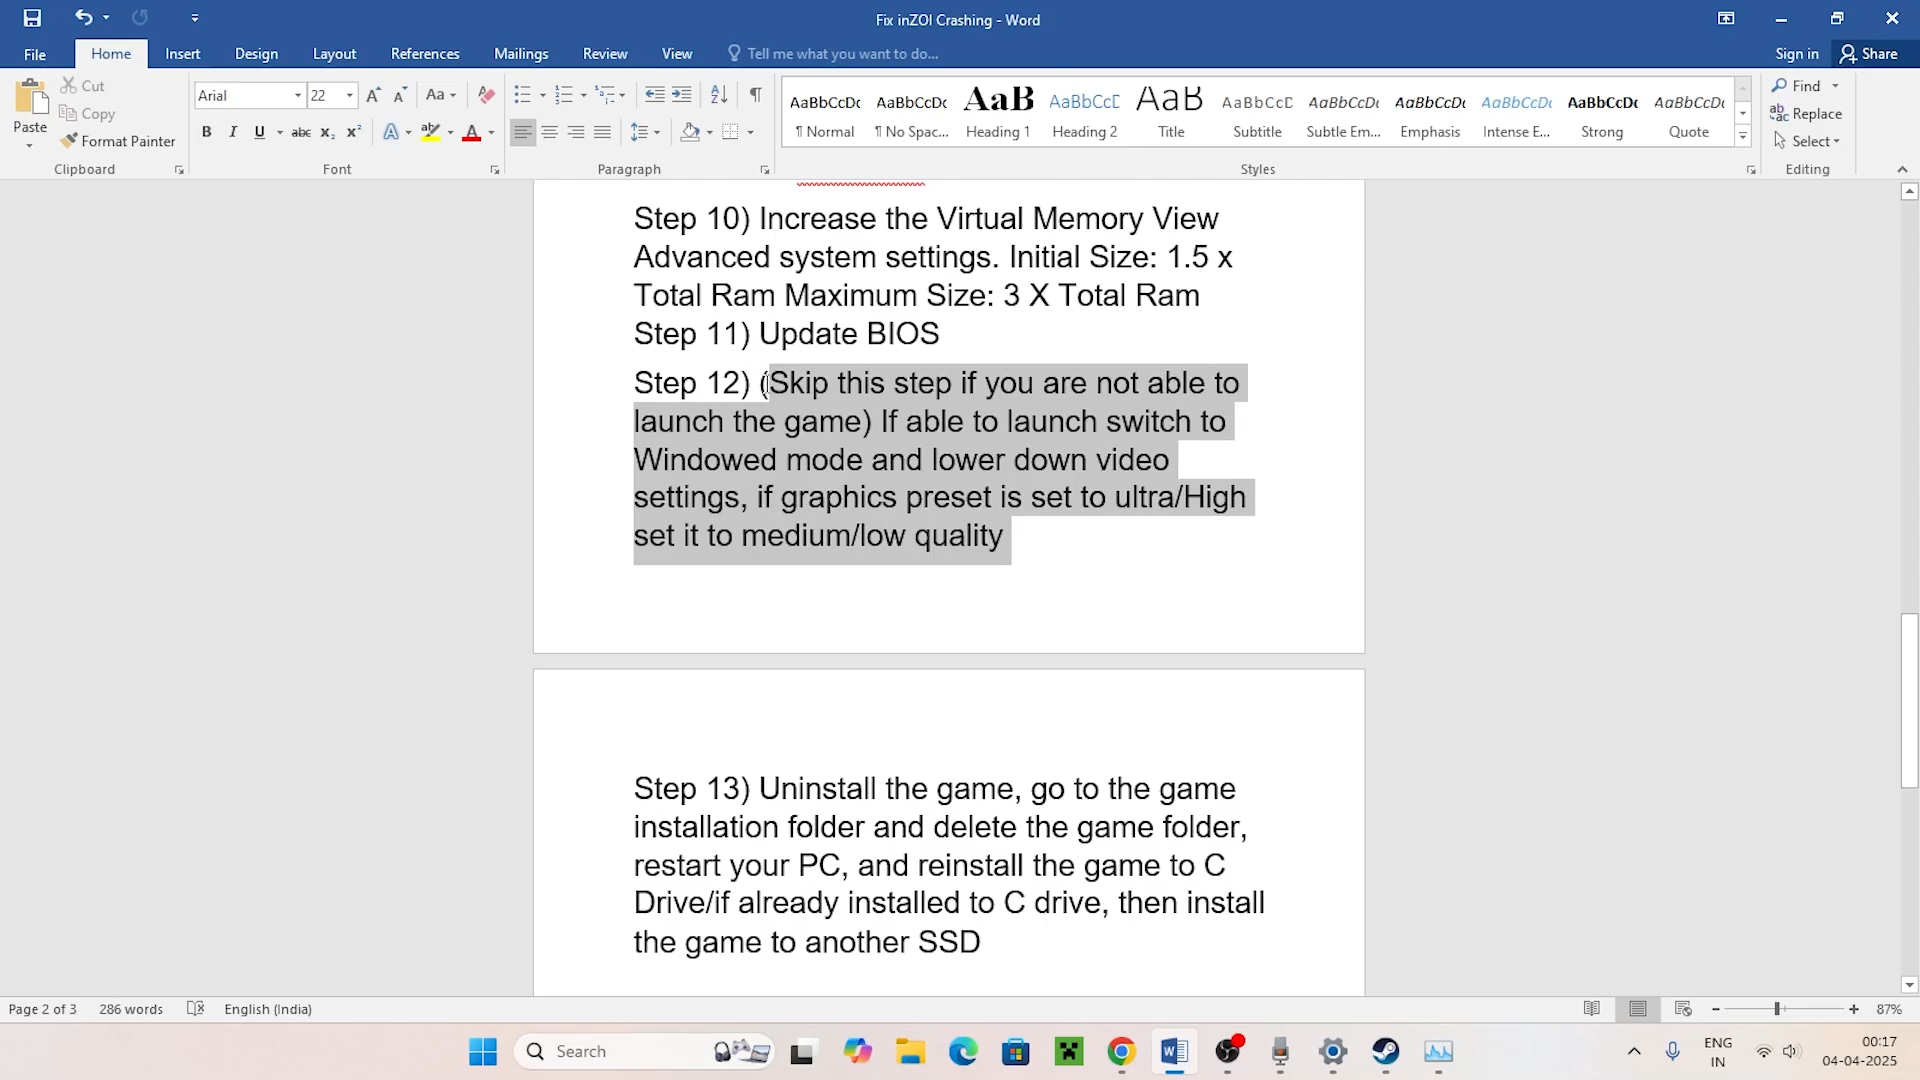 Fix inZOI Crashing - Word
File Home Insert Design Layout References Mailings Review View Tell me what you want to do... Sign in Share
Paste Cut Copy Format Painter Clipboard
Arial 22 Font
Paragraph
AaBbCcDc AaBbCcDc AaB AaBbCcD AaB AaBbCcD AaBbCcDc AaBbCcDc AaBbCcDc AaBbCcDc AaBbCcDc
¶ Normal ¶ No Spac... Heading 1 Heading 2 Title Subtitle Subtle Em... Emphasis Intense E... Strong Quote
Styles
Find Replace Select Editing
Step 10) Increase the Virtual Memory View
Advanced system settings. Initial Size: 1.5 x
Total Ram Maximum Size: 3 X Total Ram
Step 11) Update BIOS
Step 12) (Skip this step if you are not able to
launch the game) If able to launch switch to
Windowed mode and lower down video
settings, if graphics preset is set to ultra/High
set it to medium/low quality
Step 13) Uninstall the game, go to the game
installation folder and delete the game folder,
restart your PC, and reinstall the game to C
Drive/if already installed to C drive, then install
the game to another SSD
Page 2 of 3 286 words English (India) 87%
Search
ENG
IN
00:17
04-04-2025